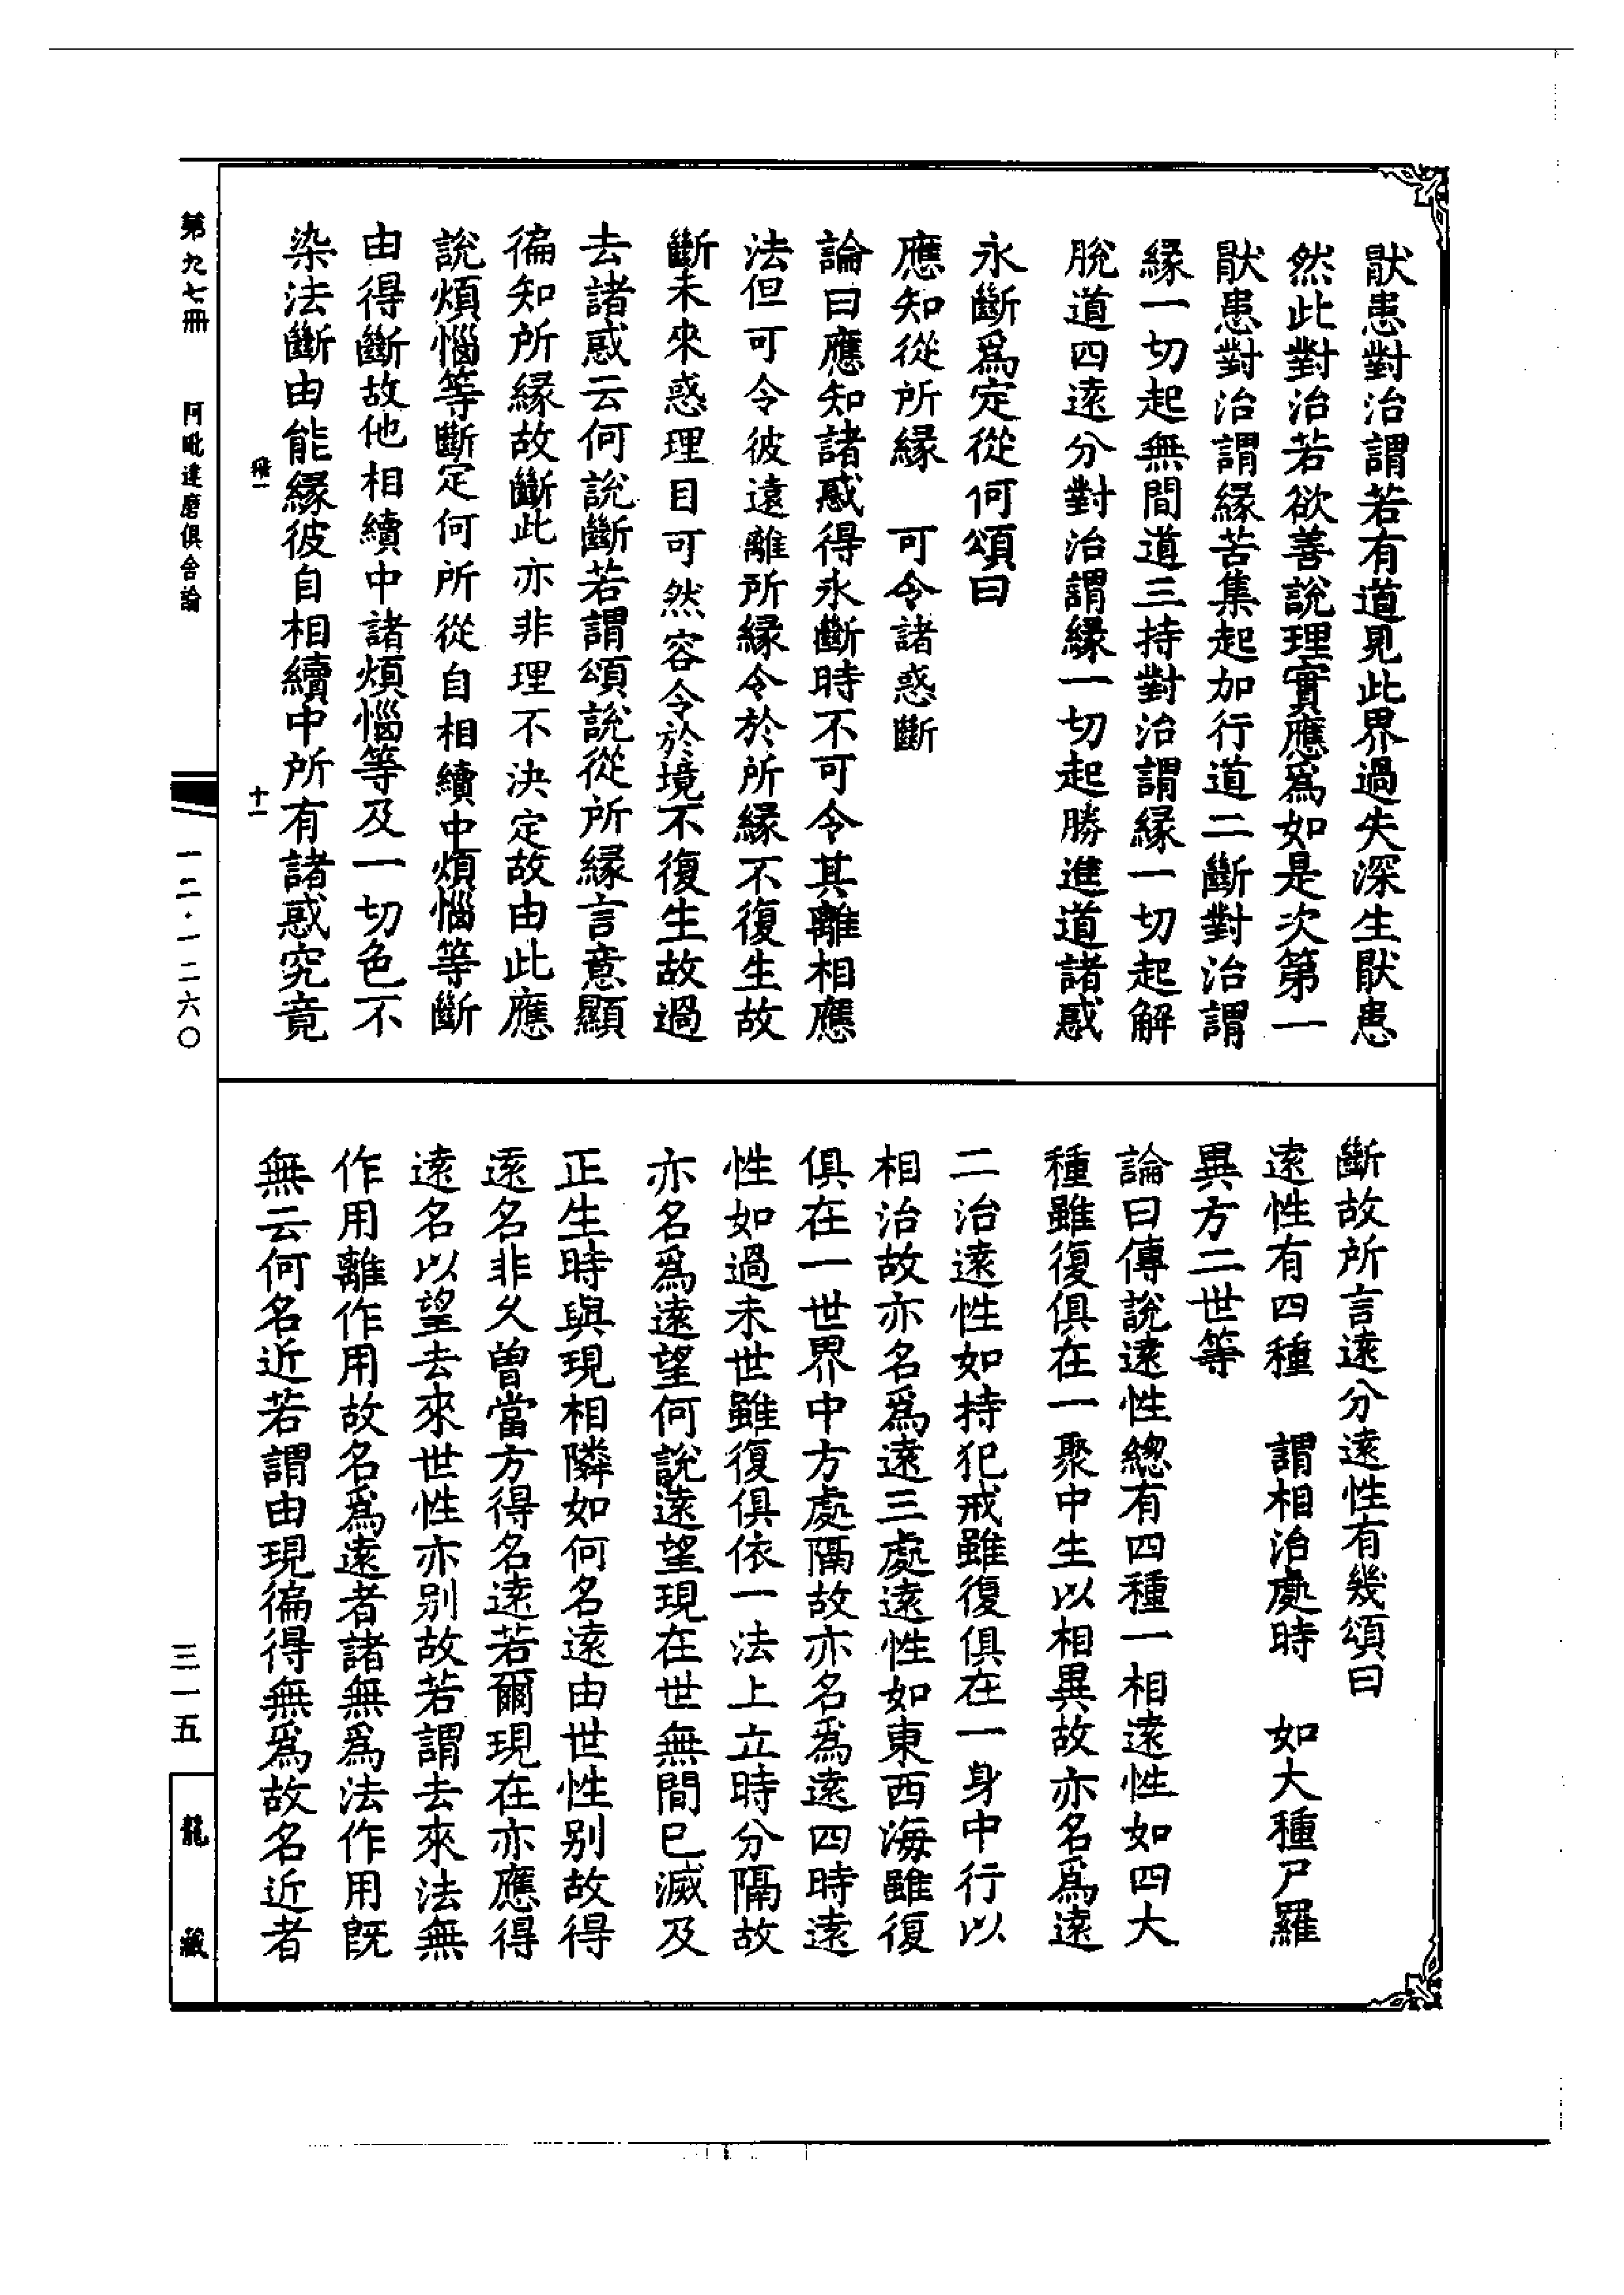 猒患對治謂若有道見此界過失深生猒患
然此對治若欲善說理實應爲如是次第一
猒患對治謂縁苦集起加行道二斷對治謂
縁一切起無間道三持對治謂縁一切起解
脫道四遠分對治謂縁一切起勝進道諸惑
永斷爲定從何頌曰
應知從所縁　可令諸惑斷
論曰應知諸惑得永斷時不可令其離相應
法但可令彼遠離所縁令於所縁不復生故
斷未來惑理且可然容令於境不復生故過
去諸惑云何說斷若謂頌說從所縁言意顯
徧知所縁故斷此亦非理不決定故由此應
說煩惱等斷定何所從自相續中煩惱等斷
由得斷故他相續中諸煩惱等及一切色不
染法斷由能縁彼自相續中所有諸惑究竟
十一
斷故所言遠分遠性有幾頌曰
遠性有四種　謂相治處時　如大種尸羅
異方二世等
論曰傳說遠性總有四種一相遠性如四大
種雖復俱在一聚中生以相異故亦名爲遠
二治遠性如持犯戒雖復俱在一身中行以
相治故亦名爲遠三處遠性如東西海雖復
俱在一世界中方處隔故亦名爲遠四時遠
性如過未世雖復俱依一法上立時分隔故
亦名爲遠望何說遠望現在世無間已滅及
正生時與現相隣如何名遠由世性別故得
遠名非久曾當方得名遠若爾現在亦應得
遠名以望去來世性亦別故若謂去來法無
作用離作用故名爲遠者諸無爲法作用旣
無云何名近若謂由現徧得無爲故名近者
第九七冊　阿毗達磨俱舍論　一二·一二六〇　三一五　龍藏